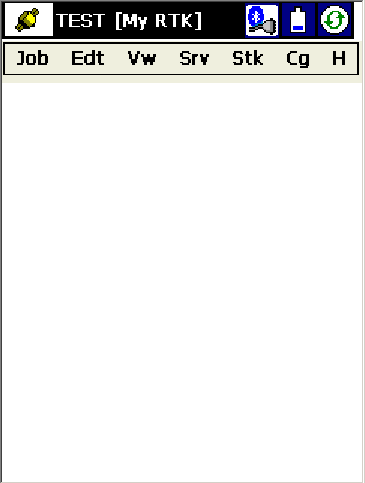 TEST [My RTK]
Job Edt Vw Srv Stk Cg H